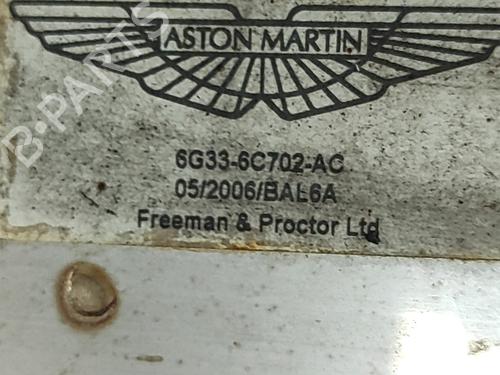 B-PARTS
ASTON MARTIN
6G33-6C702-AC
05/2006/BAL6A
Freeman & Proctor Ltd